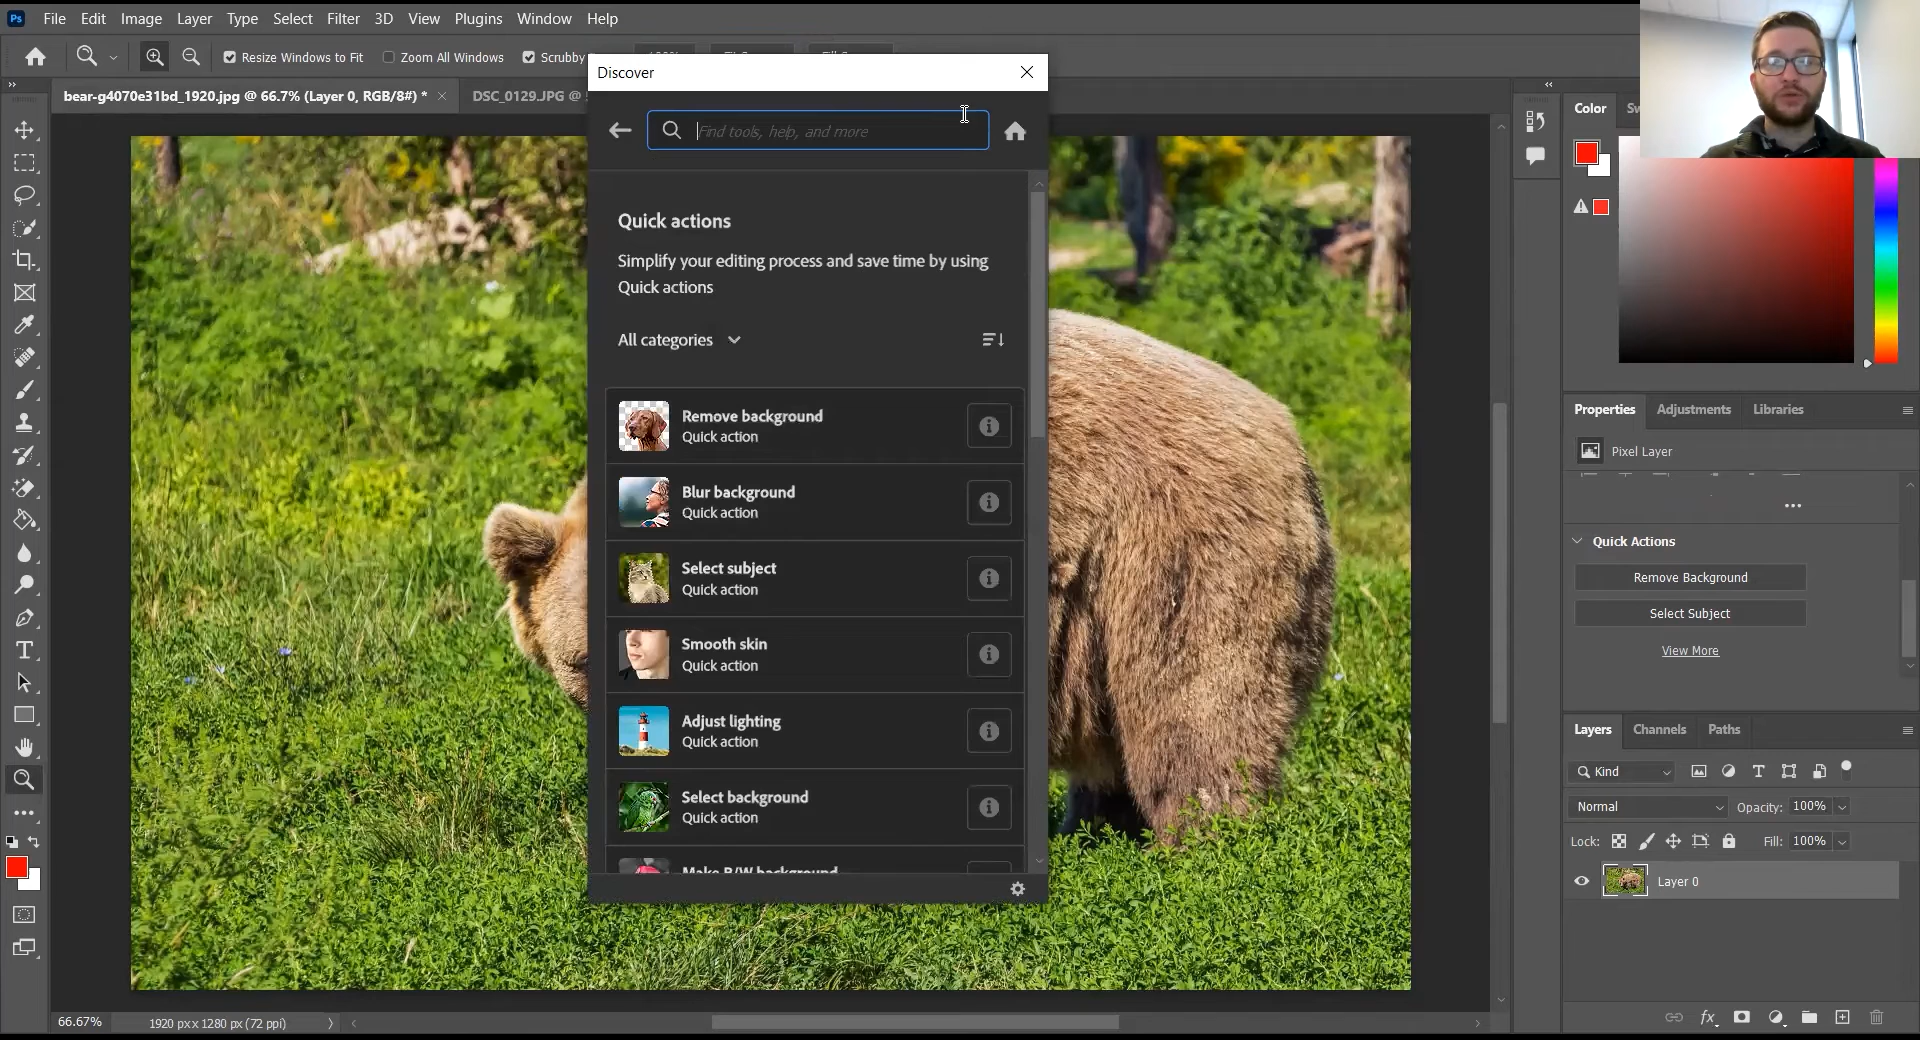 Ps File Edit Image Layer Type Select Filter 3D View Plugins Window Help
Resize Windows to Fit Zoom All Windows Scrubby
bear-g4070e31bd_1920.jpg @ 66.7% (Layer 0, RGB/8#) * DSC_0129.JPG @
Discover
Find tools, help, and more
Quick actions
Simplify your editing process and save time by using
Quick actions
All categories
Remove background
Quick action
Blur background
Quick action
Select subject
Quick action
Smooth skin
Quick action
Adjust lighting
Quick action
Select background
Quick action
Make B/W background
Color
Properties Adjustments Libraries
Pixel Layer
Quick Actions
Remove Background
Select Subject
View More
Layers Channels Paths
Kind
Normal Opacity: 100%
Lock: Fill: 100%
Layer 0
fx
66.67% 1920 px x 1280 px (72 ppi)